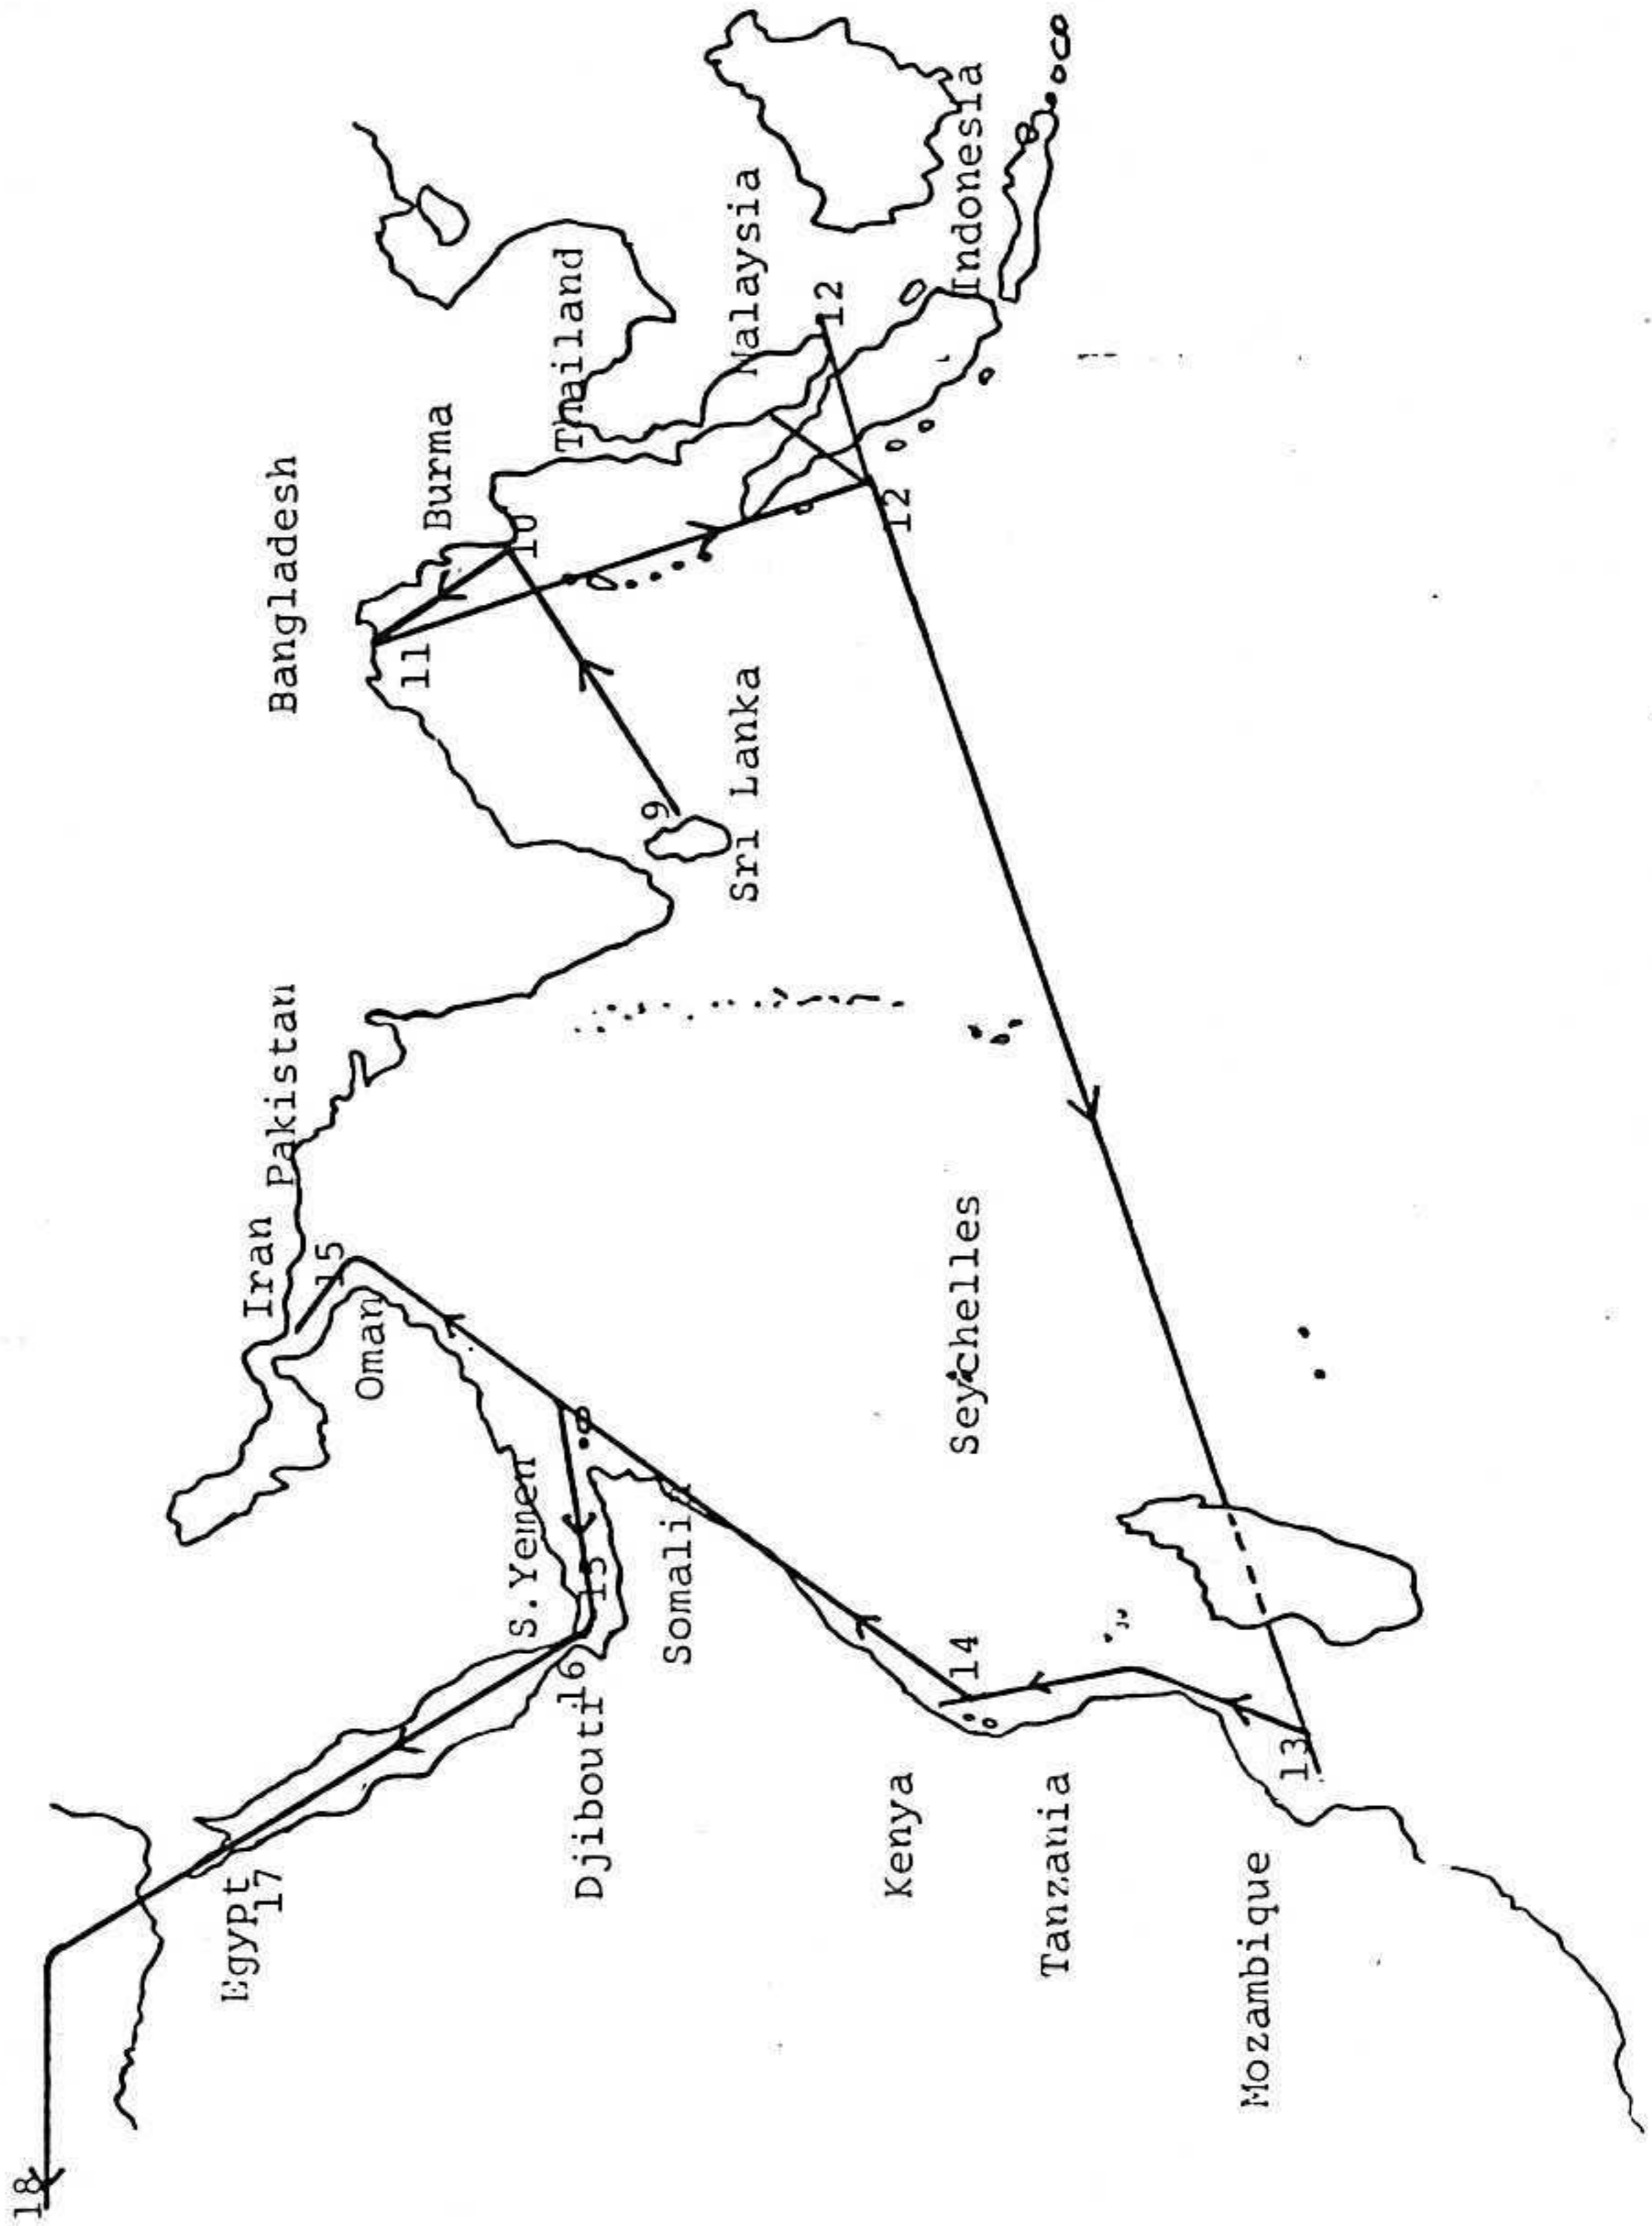 18
Egypt
17
Iran
Pakistan
15
Oman
Bangladesh
11
Burma
10
Thailand
S.Yemen
15
16
Djibouti
Somali
9
Sri Lanka
Malaysia
12
12
Indonesia
Kenya
14
Seychelles
Tanzania
13
Mozambique